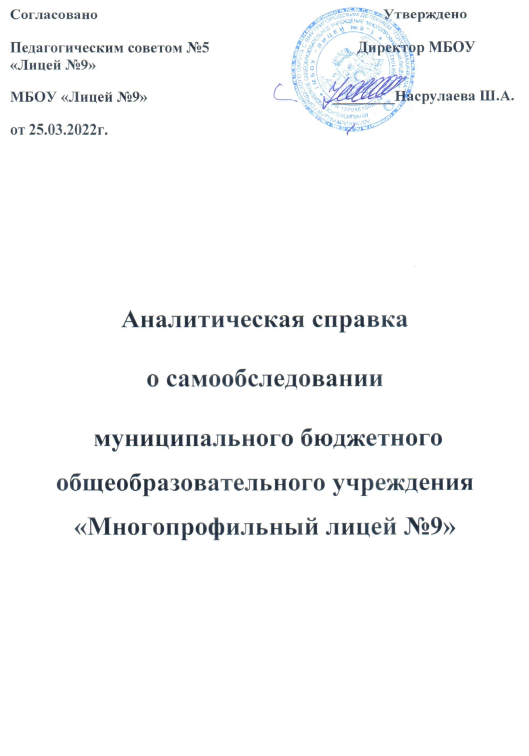 Согласовано Утверждено
Педагогическим советом №5 Директор МБОУ
«Лицей №9»
МБОУ «Лицей №9» Насрулаева Ш.А.
от 25.03.2022г.
Аналитическая справка
о самообследовании
муниципального бюджетного
общеобразовательного учреждения
«Многопрофильный лицей №9»